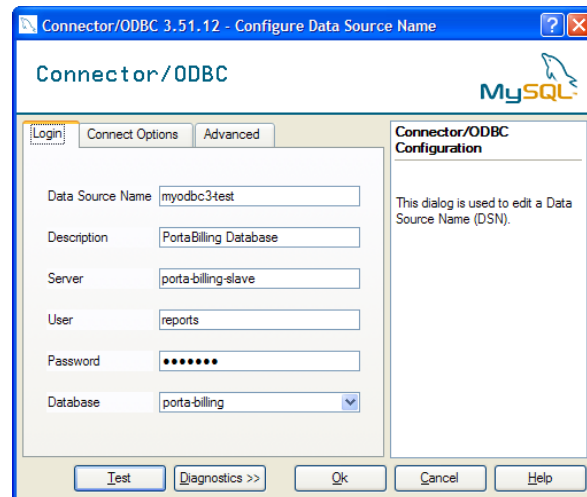 Connector/ODBC 3.51.12 - Configure Data Source Name
Connector/ODBC
MySQL
Login Connect Options Advanced
Connector/ODBC
Configuration
This dialog is used to edit a Data
Source Name (DSN).
Data Source Name myodbc3-test
Description PortaBilling Database
Server porta-billing-slave
User reports
Password •••••••
Database porta-billing
Test Diagnostics >> Ok Cancel Help